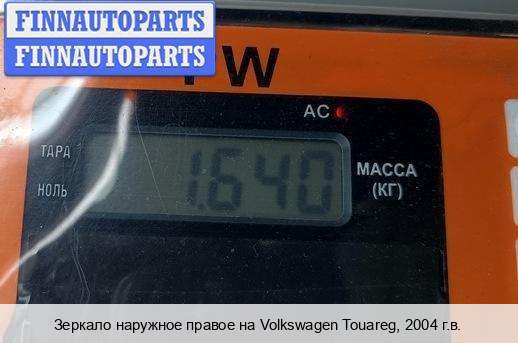 FINNAUTOPARTS
FINNAUTOPARTS
W
AC
ТАРА
НОЛЬ
1.640
МАССА
(КГ)
Зеркало наружное правое на Volkswagen Touareg, 2004 г.в.